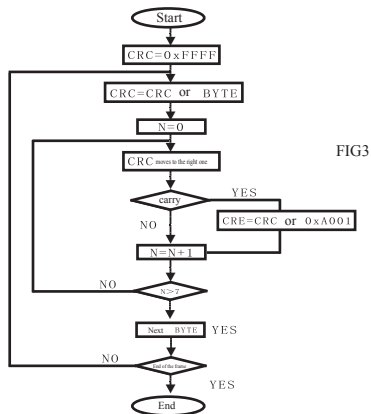 Start
CRC=0xFFFF
CRC=CRC or BYTE
N=0
CRC moves to the right one
FIG3
carry
YES
NO
CRE=CRC or 0xA001
N=N+1
NO
N>7
Next BYTE
YES
NO
End of the flame
YES
End